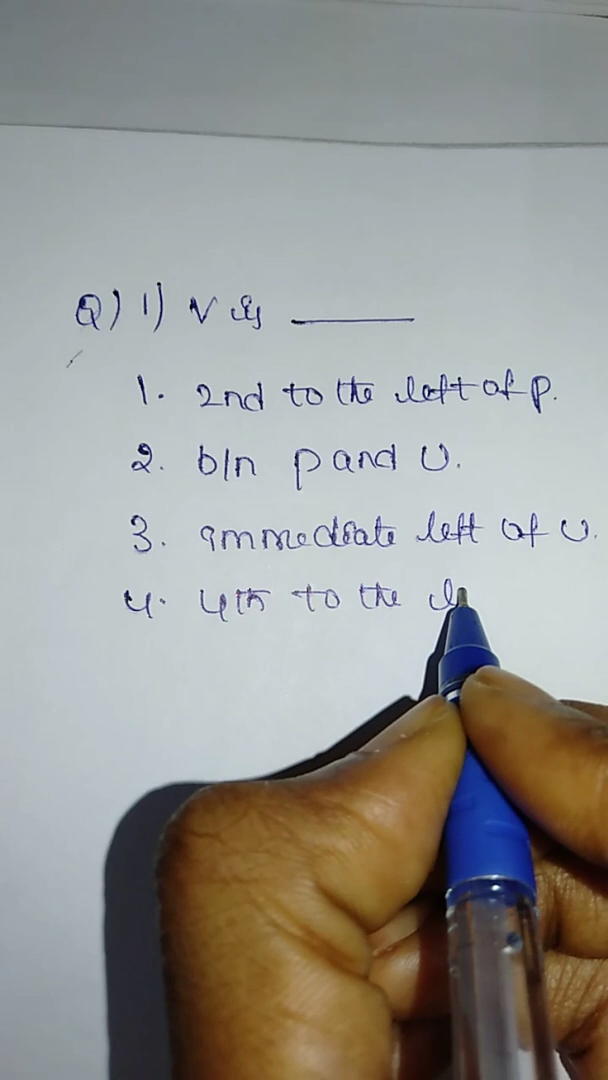 Q) 1) V is ______
1. 2nd to the left of P.
2. b/n P and U.
3. immediate left of U.
4. 4th to the l